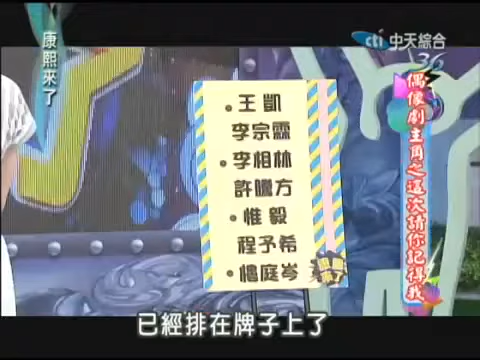 康熙來了
cti 中天綜合
36
偶像劇主角之這次請你記得我
•王凱
李宗霖
•李相林
許騰方
•惟毅
程予希
•楊庭岑
已經排在牌子上了